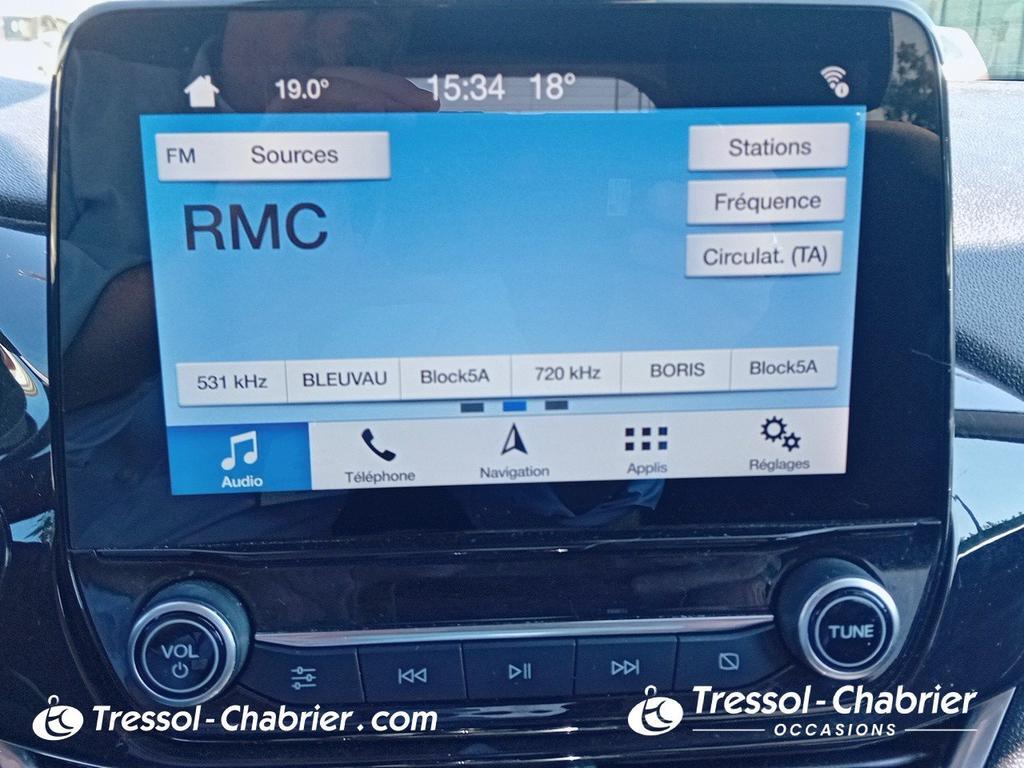 19.0° 15:34 18°
FM Sources
Stations
RMC
Fréquence
Circulat. (TA)
531 kHz BLEUVAU Block5A 720 kHz BORIS Block5A
Audio Téléphone Navigation Applis Réglages
VOL TUNE
Tressol-Chabrier.com
Tressol-Chabrier
OCCASIONS